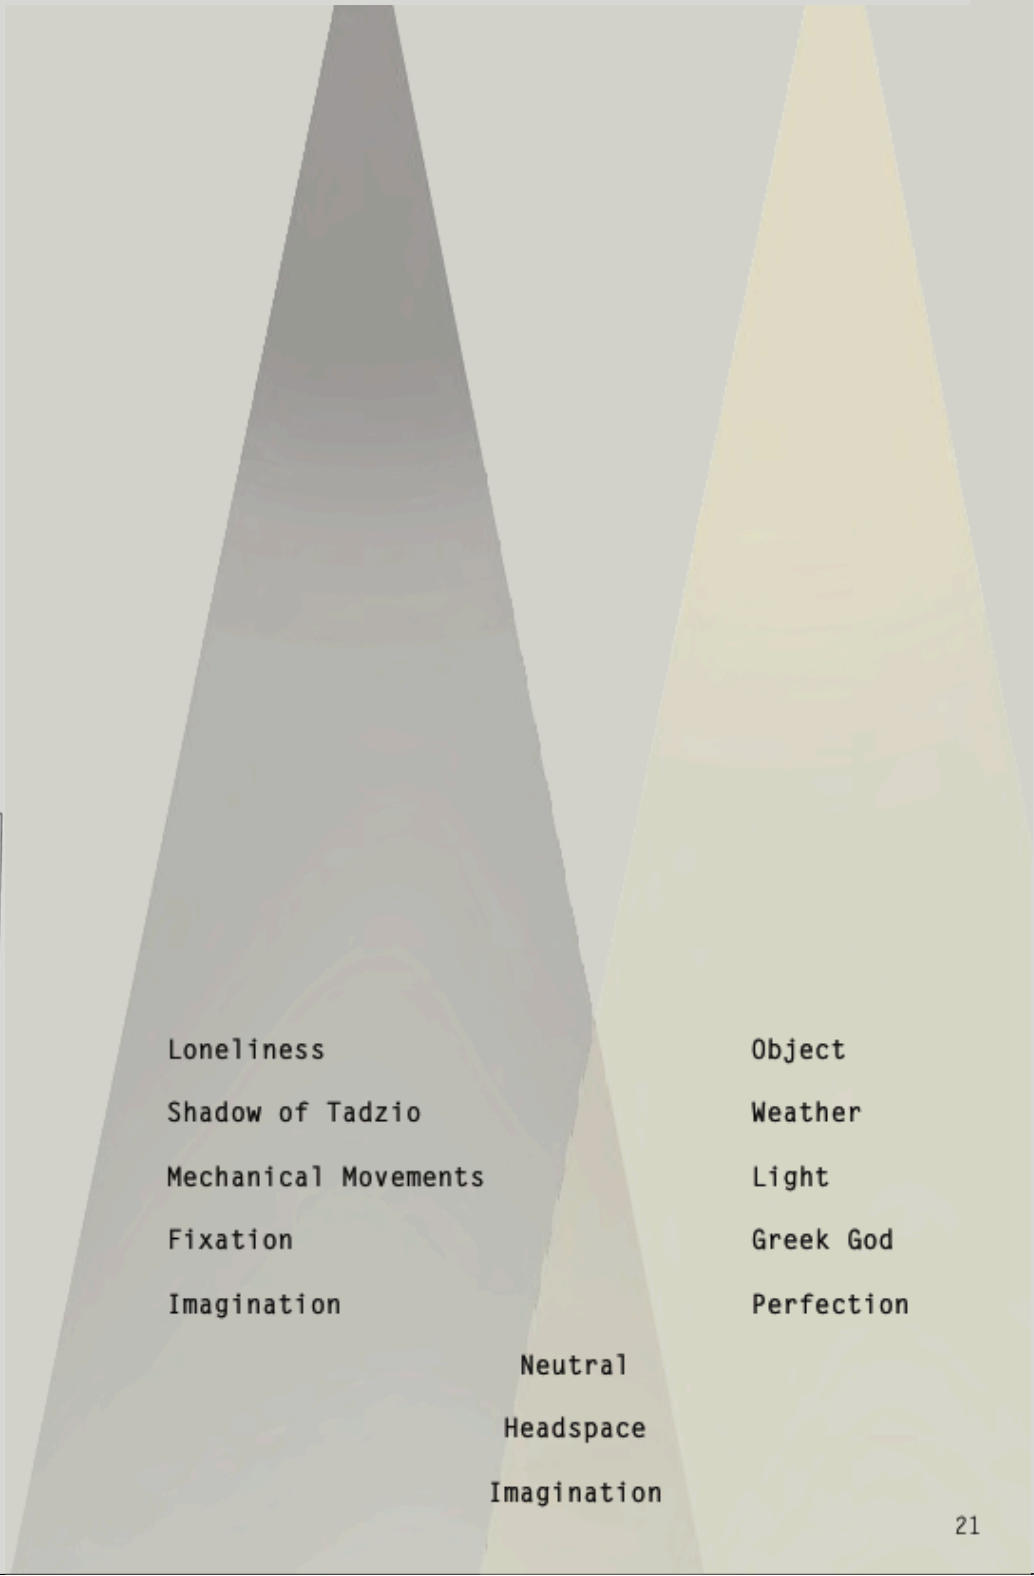 Loneliness
Shadow of Tadzio
Mechanical Movements
Fixation
Imagination
Object
Weather
Light
Greek God
Perfection
Neutral
Headspace
Imagination
21